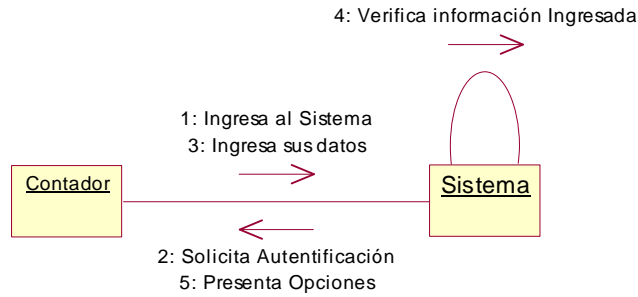 4: Verifica información Ingresada
1: Ingresa al Sistema
3: Ingresa sus datos
Contador
Sistema
2: Solicita Autentificación
5: Presenta Opciones